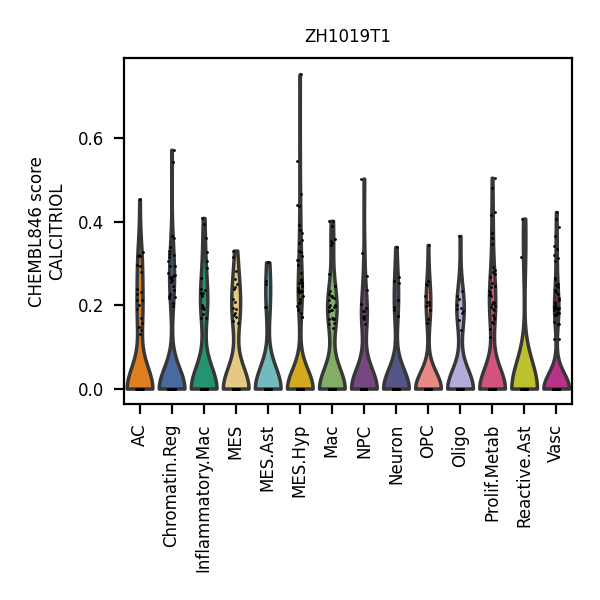 ZH1019T1
CHEMBL846 score
CALCITRIOL
0.6
0.4
0.2
0.0
AC
Chromatin.Reg
Inflammatory.Mac
MES
MES.Ast
MES.Hyp
Mac
NPC
Neuron
OPC
Oligo
Prolif.Metab
Reactive.Ast
Vasc